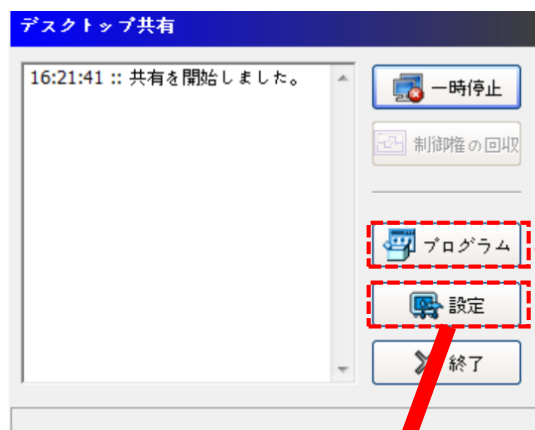 デスクトップ共有
16:21:41 :: 共有を開始しました。
一時停止
制御権の回収
プログラム
設定
終了